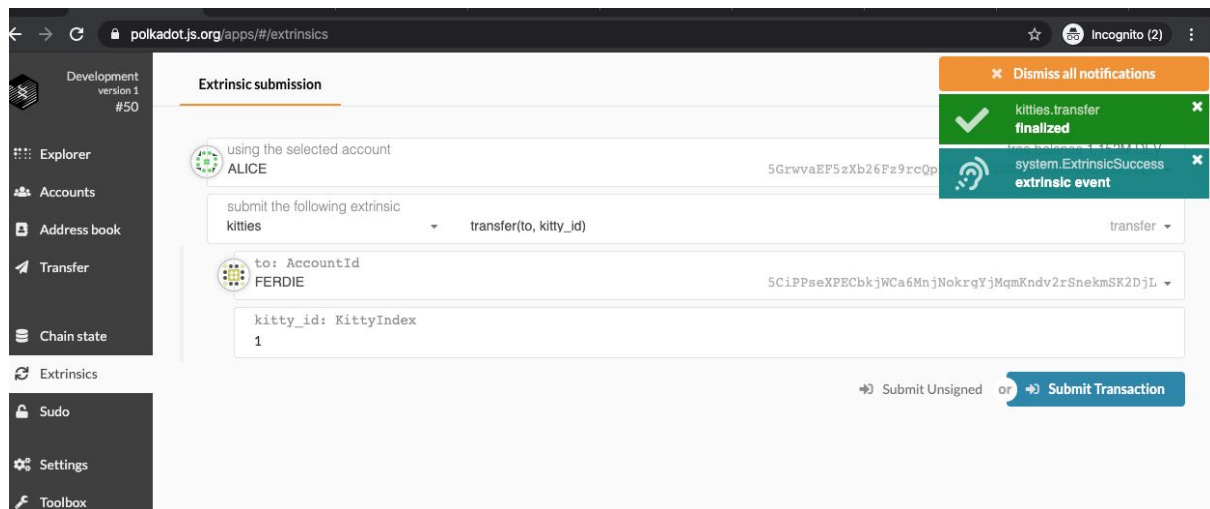 polkadot.js.org/apps/#/extrinsics
Incognito (2)
Development
version 1
#50
Explorer
Accounts
Address book
Transfer
Chain state
Extrinsics
Sudo
Settings
Toolbox
Extrinsic submission
using the selected account
ALICE
5GrwvaEF5zXb26Fz9rcQp
submit the following extrinsic
kitties
transfer(to, kitty_id)
transfer
to: AccountId
FERDIE
5CiPPseXPECbkjWCa6MnjNokrgYjMqmKndv2rSnekmSK2DjL
kitty_id: KittyIndex
1
Submit Unsigned or Submit Transaction
Dismiss all notifications
kitties.transfer
finalized
system.ExtrinsicSuccess
extrinsic event